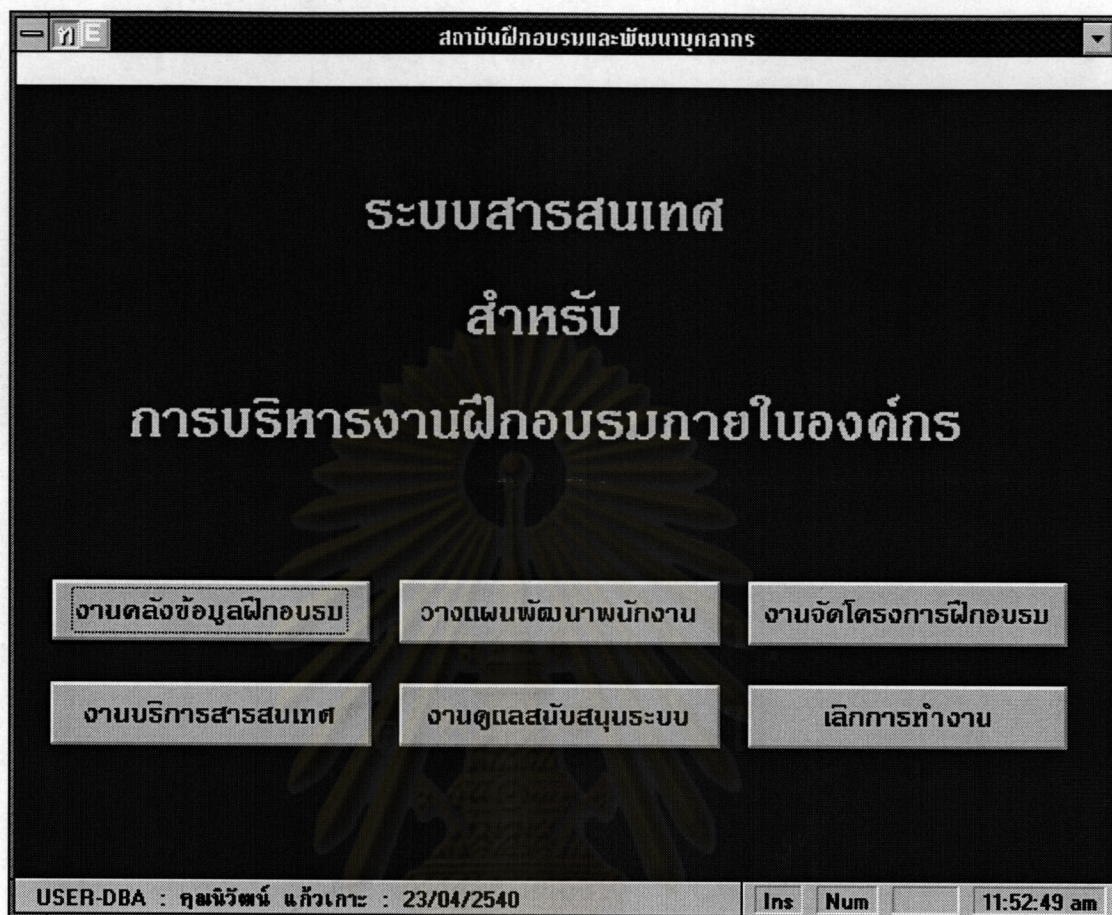 ท E สถาบันฝึกอบรมและพัฒนาบุคลากร
ระบบสารสนเทศ
สำหรับ
การบริหารงานฝึกอบรมภายในองค์กร
งานคลังข้อมูลฝึกอบรม วางแผนพัฒนาพนักงาน งานจัดโครงการฝึกอบรม
งานบริการสารสนเทศ งานดูแลสนับสนุนระบบ เลิกการทำงาน
USER-DBA : คุณนิวัฒน์ แก้วเกาะ : 23/04/2540 Ins Num 11:52:49 am